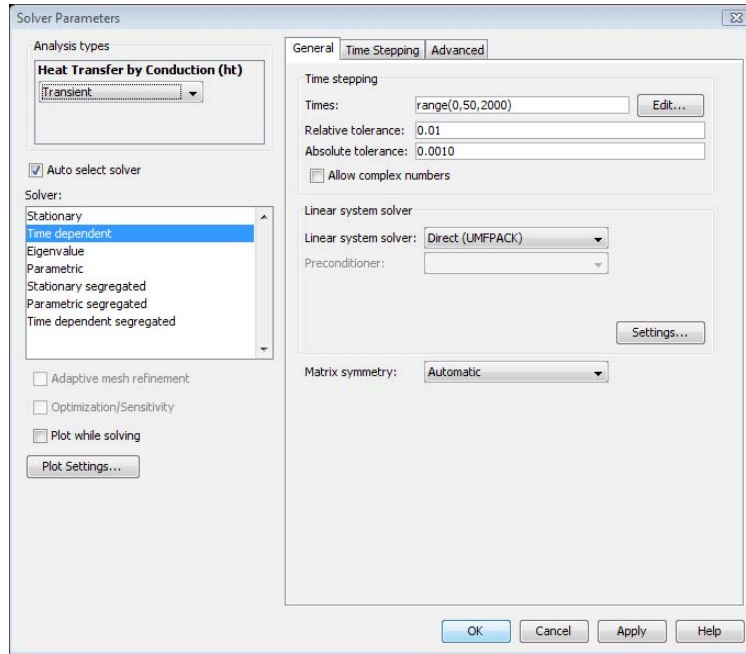 Solver Parameters
Analysis types
Heat Transfer by Conduction (ht)
Transient
Auto select solver
Solver:
Stationary
Time dependent
Eigenvalue
Parametric
Stationary segregated
Parametric segregated
Time dependent segregated
Adaptive mesh refinement
Optimization/Sensitivity
Plot while solving
Plot Settings...
General Time Stepping Advanced
Time stepping
Times: range(0,50,2000) Edit...
Relative tolerance: 0.01
Absolute tolerance: 0.0010
Allow complex numbers
Linear system solver
Linear system solver: Direct (UMFPACK)
Preconditioner:
Settings...
Matrix symmetry: Automatic
OK Cancel Apply Help